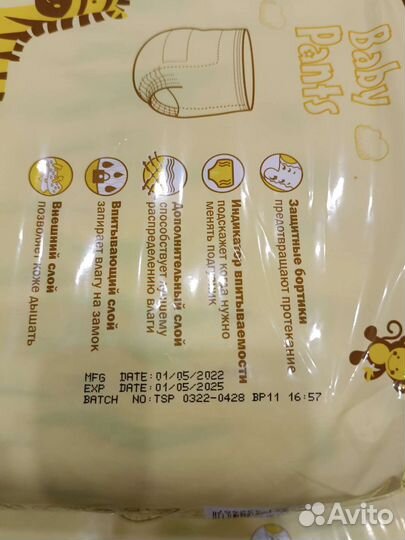 Baby
Pants
Защитные бортики
предотвращают протекание
Индикатор впитываемости
подскажет когда нужно
менять подгузник
Дополнительный слой
способствует лучшему
распределению влаги
Впитывающий слой
запирает влагу на замок
Внешний слой
позволяет коже дышать
MFG DATE:01/05/2022
EXP DATE:01/05/2025
BATCH NO:TSP 0322-0428 BP11 16:57
Avito